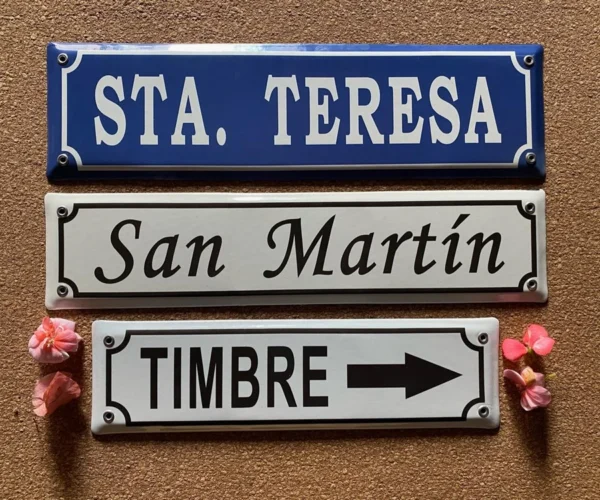 STA. TERESA
San Martín
TIMBRE →